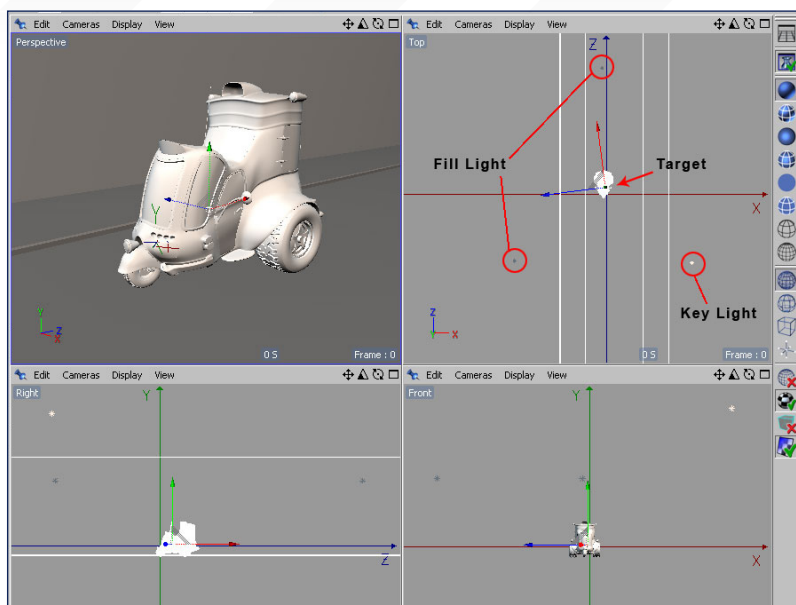 Edit Cameras Display View
Edit Cameras Display View
Perspective
Top
Z
Fill Light
Target
Y
X
Y
Z
X
Key Light
Z
Y
X
0 S
Frame : 0
0 S
Frame : 0
Edit Cameras Display View
Edit Cameras Display View
Right
Y
Front
Y
Z
X